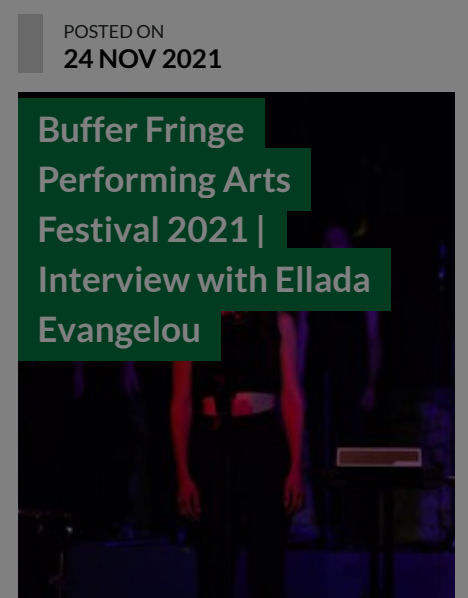 POSTED ON
24 NOV 2021
Buffer Fringe
Performing Arts
Festival 2021 |
Interview with Ellada
Evangelou